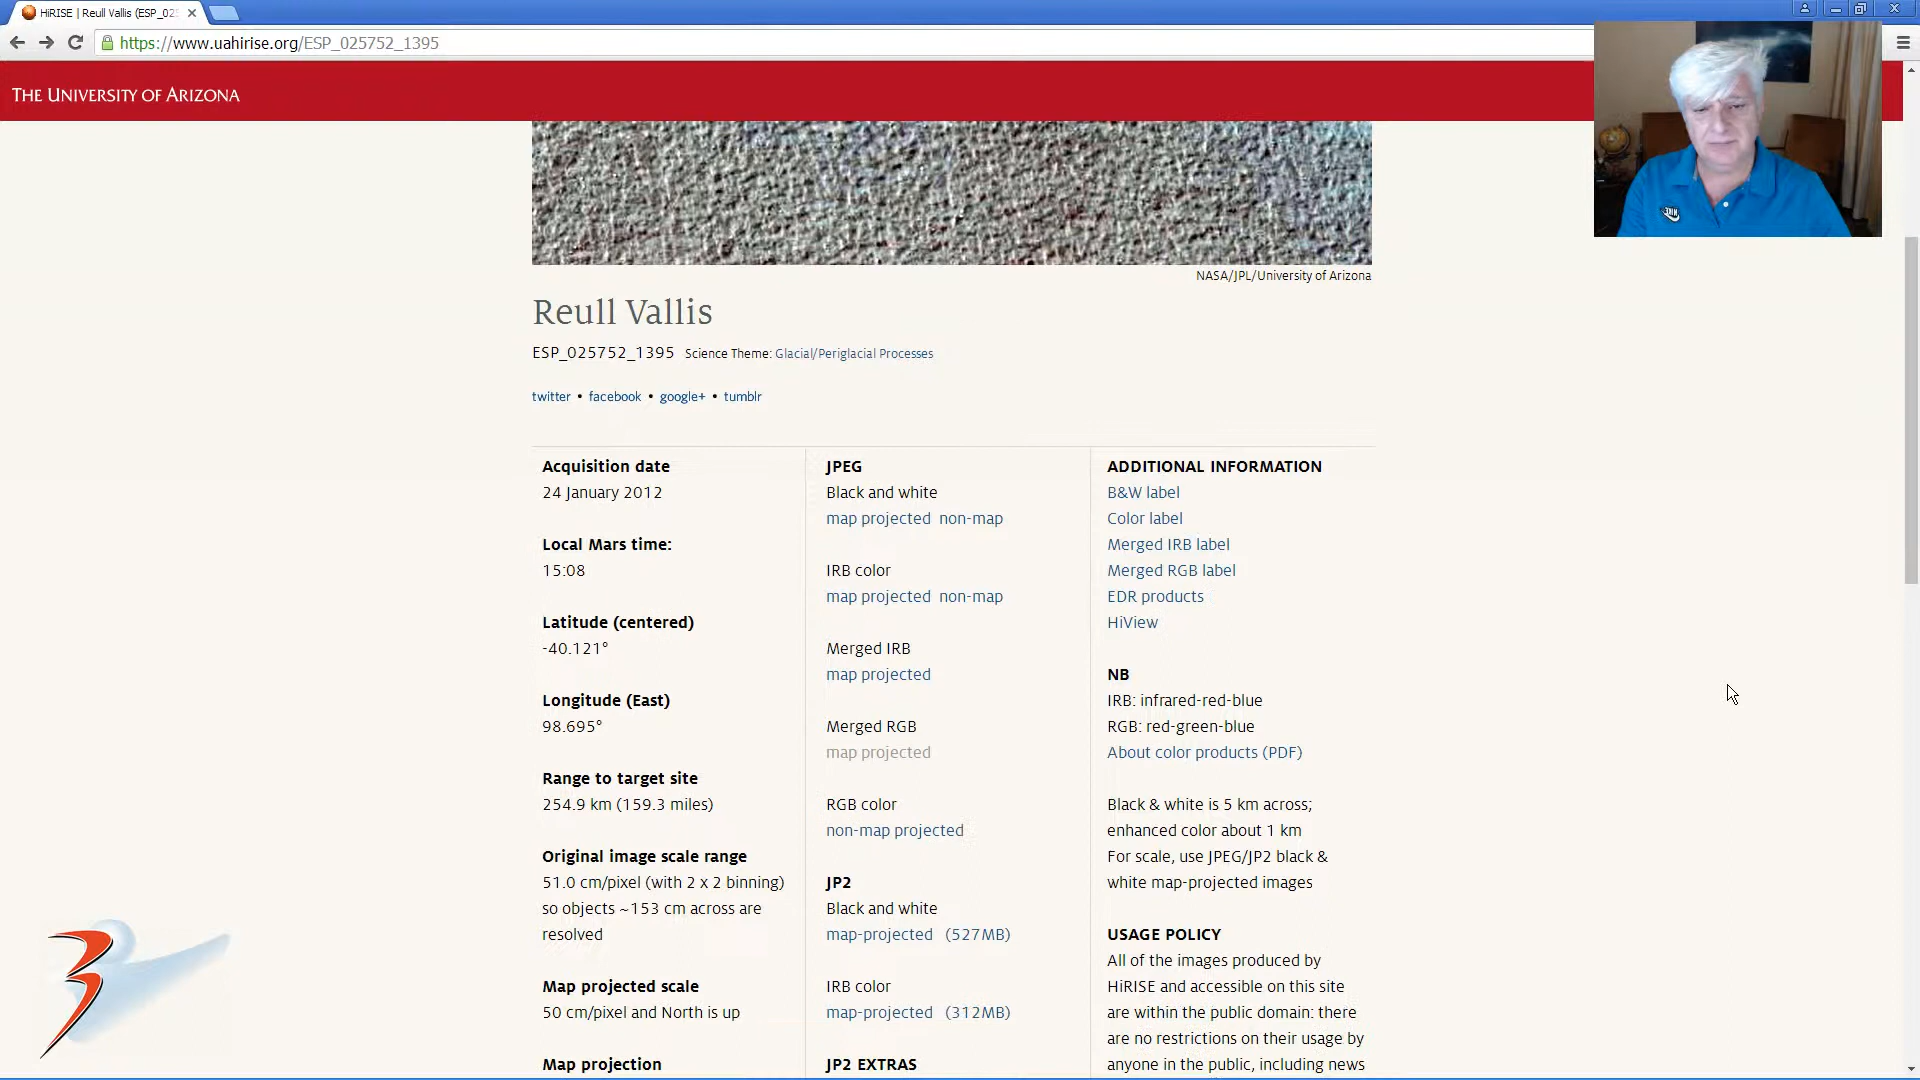 HiRISE | Reull Vallis (ESP_02
https://www.uahirise.org/ESP_025752_1395
THE UNIVERSITY OF ARIZONA
NASA/JPL/University of Arizona
Reull Vallis
ESP_025752_1395 Science Theme: Glacial/Periglacial Processes
twitter • facebook • google+ • tumblr
Acquisition date
24 January 2012
Local Mars time:
15:08
Latitude (centered)
-40.121°
Longitude (East)
98.695°
Range to target site
254.9 km (159.3 miles)
Original image scale range
51.0 cm/pixel (with 2 x 2 binning)
so objects ~153 cm across are
resolved
Map projected scale
50 cm/pixel and North is up
Map projection
JPEG
Black and white
map projected non-map
IRB color
map projected non-map
Merged IRB
map projected
Merged RGB
map projected
RGB color
non-map projected
JP2
Black and white
map-projected (527MB)
IRB color
map-projected (312MB)
JP2 EXTRAS
ADDITIONAL INFORMATION
B&W label
Color label
Merged IRB label
Merged RGB label
EDR products
HiView
NB
IRB: infrared-red-blue
RGB: red-green-blue
About color products (PDF)
Black & white is 5 km across;
enhanced color about 1 km
For scale, use JPEG/JP2 black &
white map-projected images
USAGE POLICY
All of the images produced by
HiRISE and accessible on this site
are within the public domain: there
are no restrictions on their usage by
anyone in the public, including news